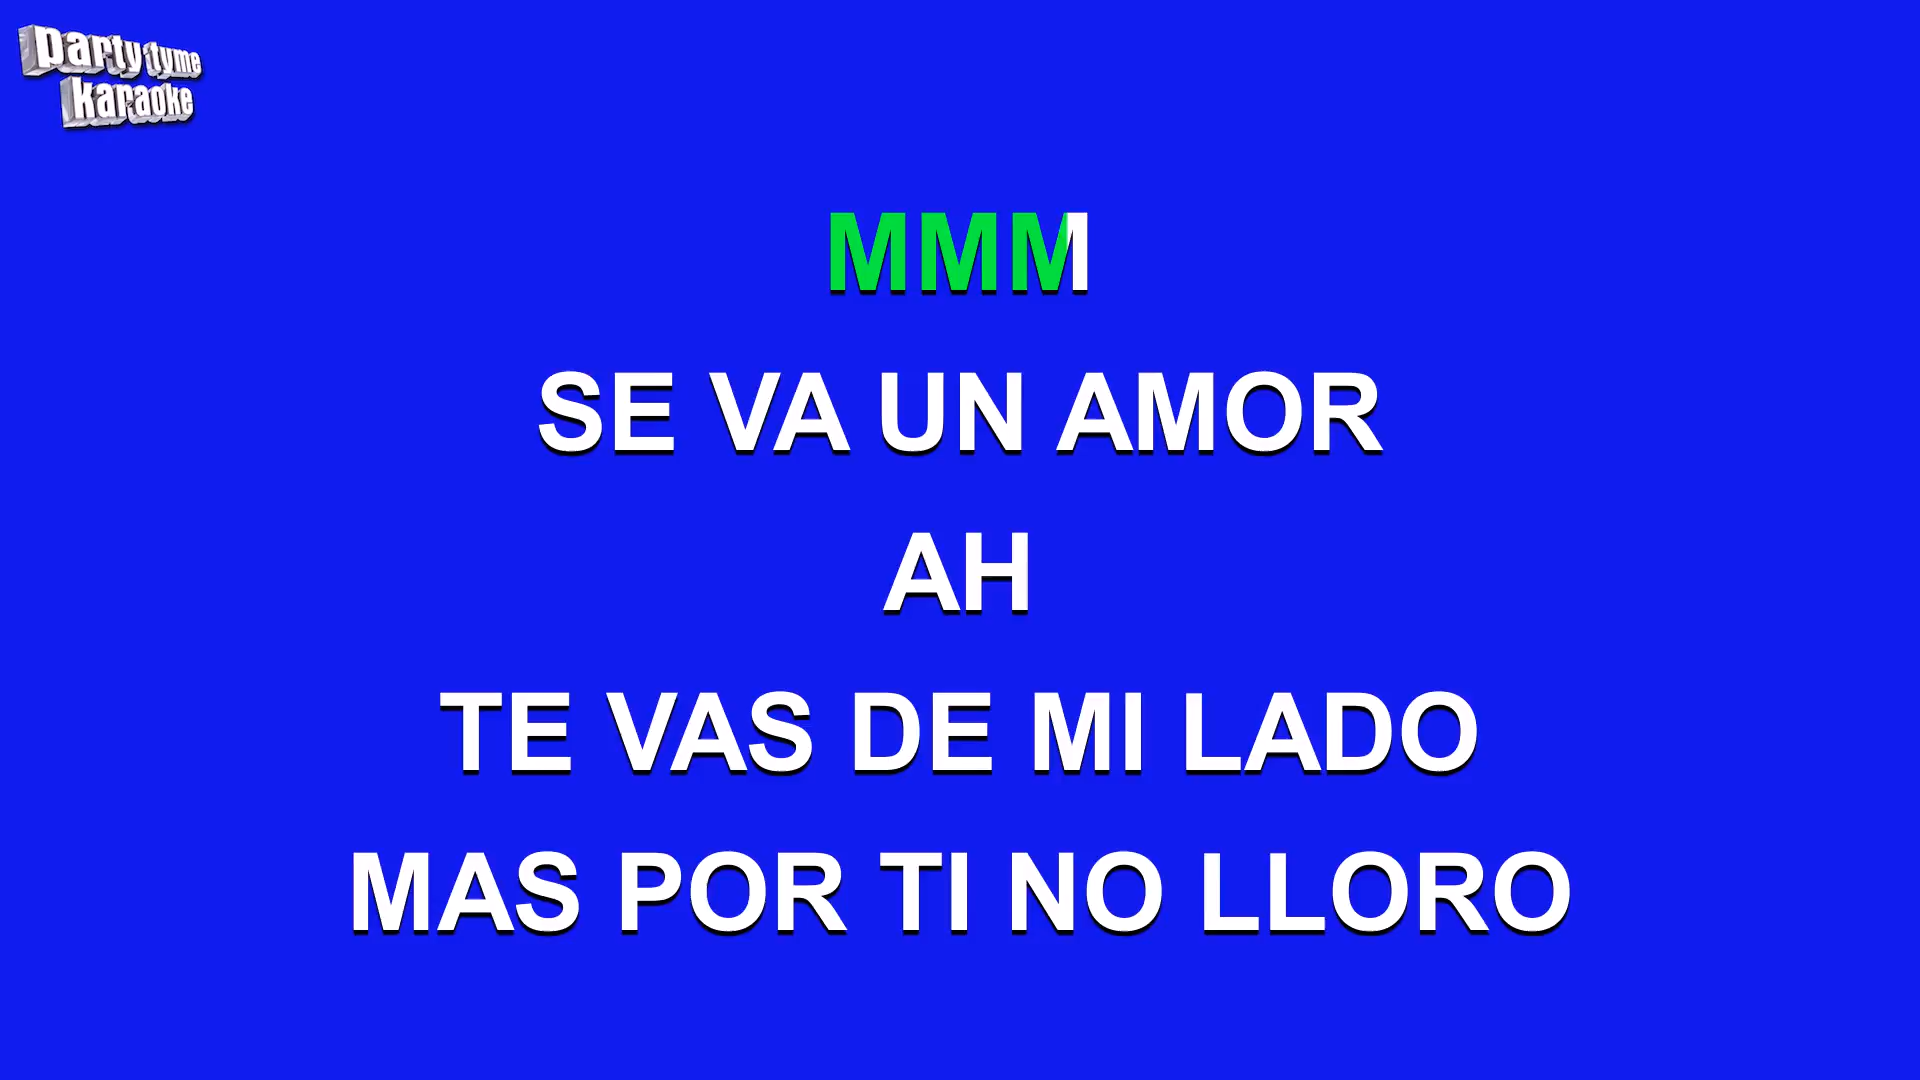 party tyme
karaoke
MMM
SE VA UN AMOR
AH
TE VAS DE MI LADO
MAS POR TI NO LLORO